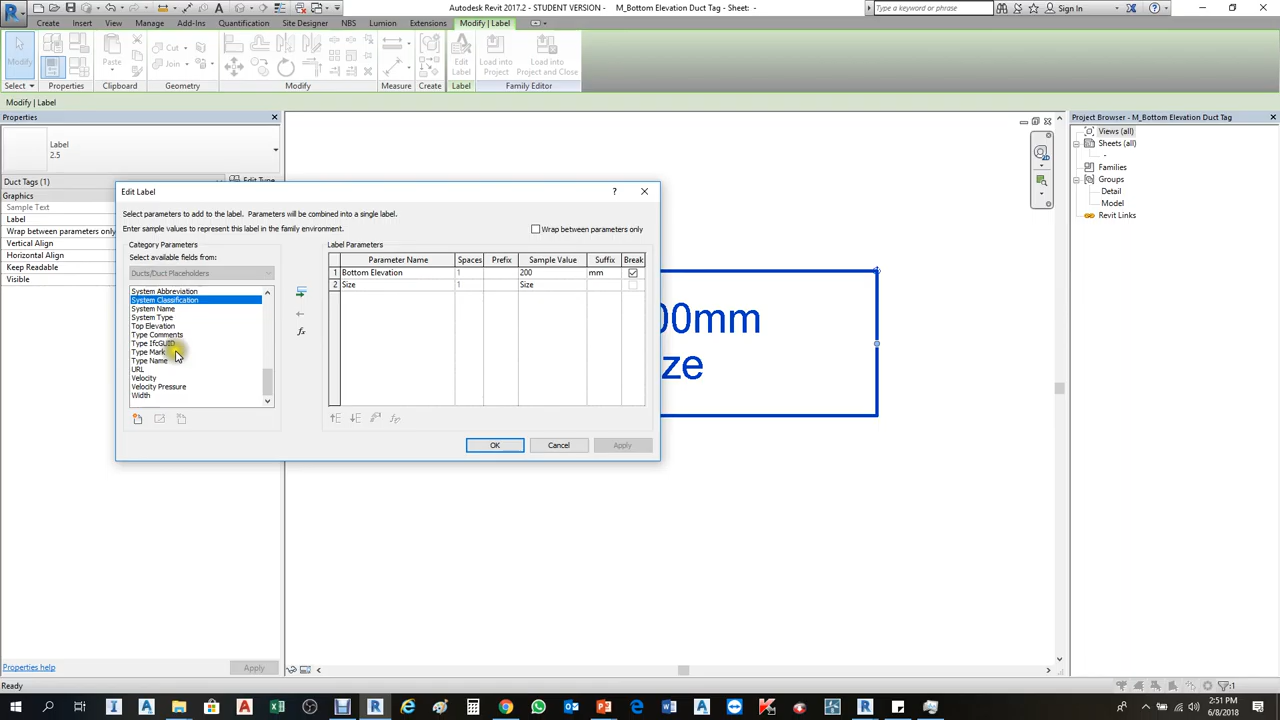 Autodesk Revit 2017.2 - STUDENT VERSION - M_Bottom Elevation Duct Tag - Sheet: -
Type a keyword or phrase
Sign In
Create Insert View Manage Add-Ins Quantification Site Designer NBS Lumion Extensions Modify | Label
Modify
Paste
Cut
Join
Edit Label
Load into Project
Load into Project and Close
Select Properties Clipboard Geometry Modify Measure Create Label Family Editor
Modify | Label
Properties
Label
2.5
Duct Tags (1)
Edit Type
Graphics
Sample Text
Label
Wrap between parameters only
Vertical Align
Horizontal Align
Keep Readable
Visible
Properties help
Apply
Edit Label
Select parameters to add to the label. Parameters will be combined into a single label.
Enter sample values to represent this label in the family environment.
Wrap between parameters only
Category Parameters
Select available fields from:
Ducts/Duct Placeholders
System Abbreviation
System Classification
System Name
System Type
Top Elevation
Type Comments
Type IfcGUID
Type Mark
Type Name
URL
Velocity
Velocity Pressure
Width
Label Parameters
Parameter Name Spaces Prefix Sample Value Suffix Break
1 Bottom Elevation 1 200 mm
2 Size 1 Size
OK
Cancel
Apply
00mm
ze
Project Browser - M_Bottom Elevation Duct Tag
Views (all)
Sheets (all)
-
Families
Groups
Detail
Model
Revit Links
Ready
:1
2:51 PM
6/8/2018